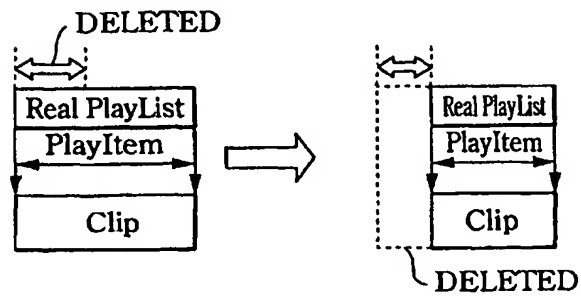 DELETED
Real PlayList
PlayItem
Clip
Real PlayList
PlayItem
Clip
DELETED